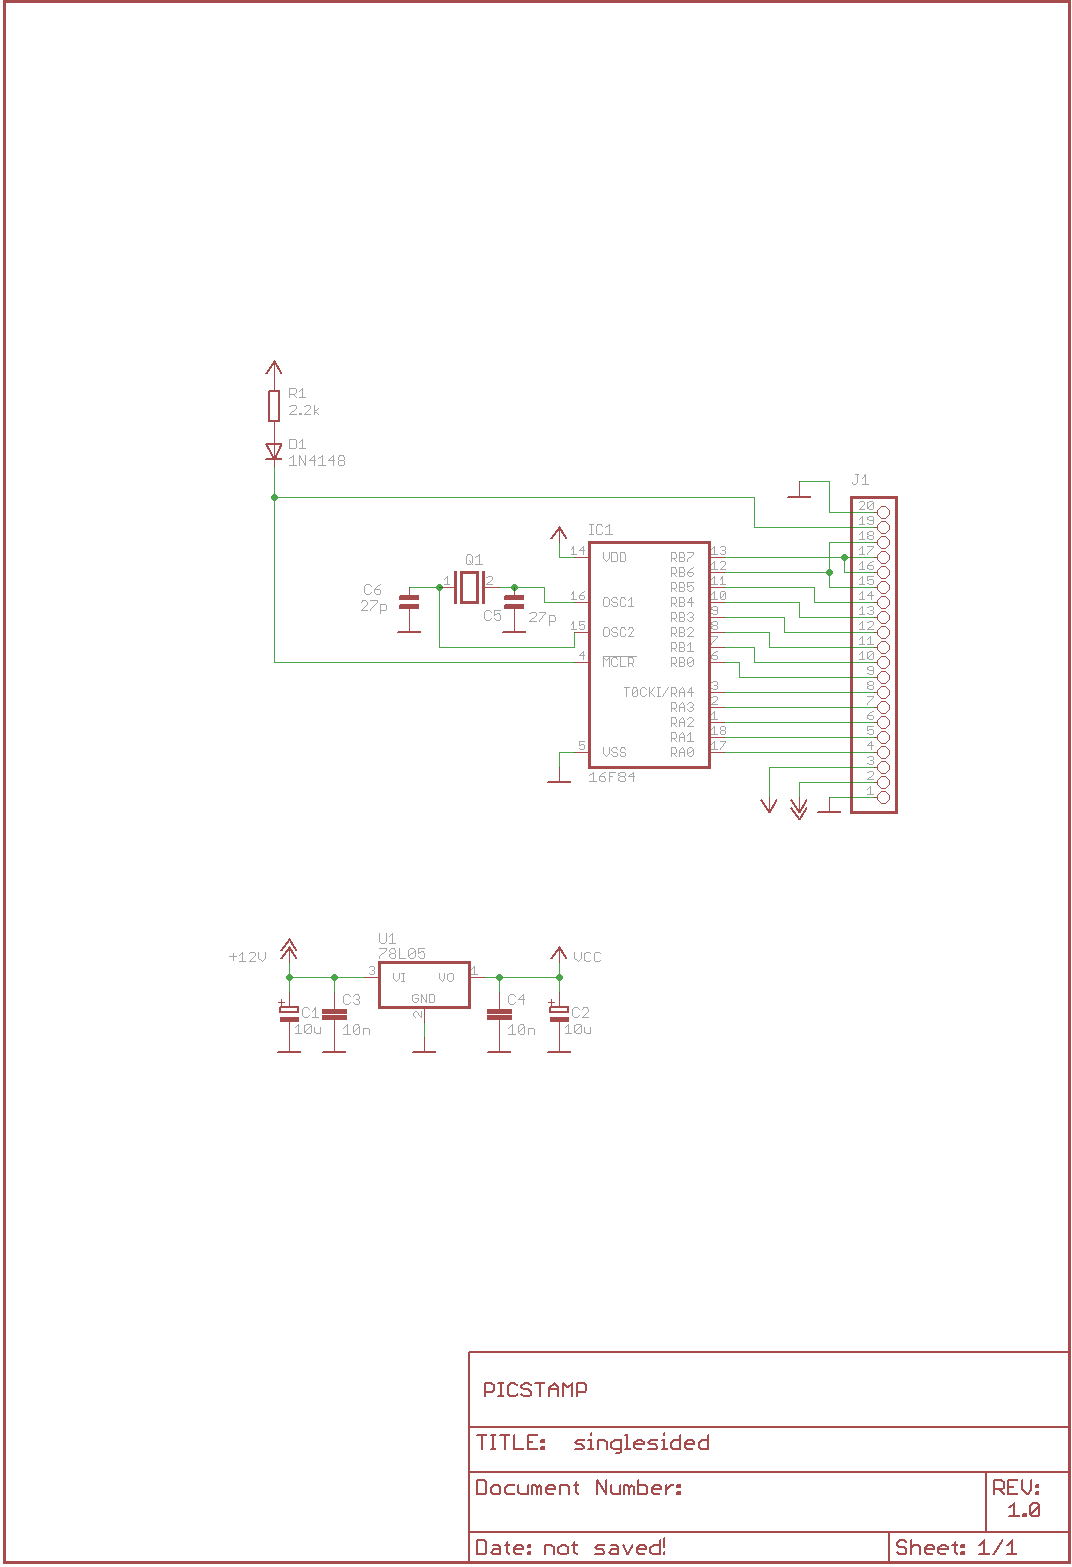 R1
2.2k
D1
1N4148
J1
20
19
18
17
16
15
14
13
12
11
10
9
8
7
6
5
4
3
2
1
IC1
14 VDD RB7 13
RB6 12
RB5 11
16 OSC1 RB4 10
RB3 9
15 OSC2 RB2 8
RB1 7
4 MCLR RB0 6
T0CKI/RA4 3
RA3 2
RA2 1
RA1 18
5 VSS RA0 17
16F84
Q1
1 2
C6
27p
C5 27p
U1
78L05
+12V
VCC
3 VI VO 1
GND
2
+
C1
10u
C3
10n
C4
10n
+
C2
10u
PICSTAMP
TITLE: singlesided
Document Number:
REV:
1.0
Date: not saved!
Sheet: 1/1